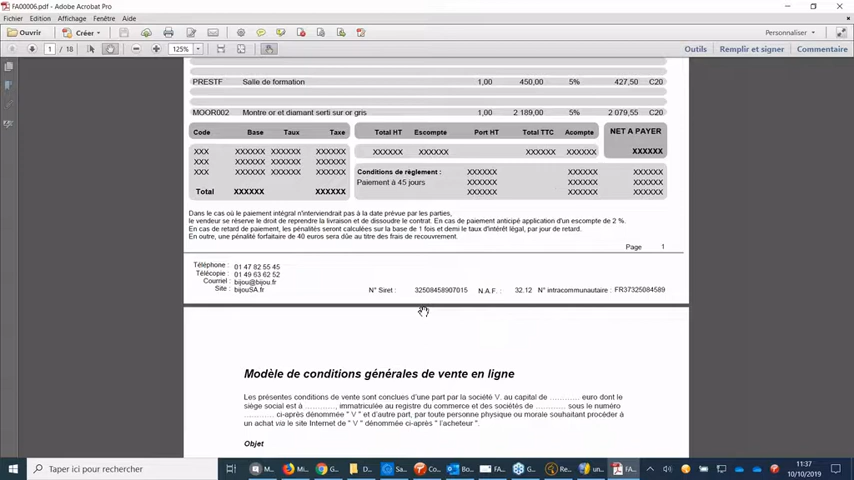 FA00006.pdf - Adobe Acrobat Pro
Fichier Edition Affichage Fenêtre Aide
Ouvrir Créer Personnaliser
1 / 18 125% Outils Remplir et signer Commentaire
PRESTF Salle de formation 1,00 450,00 5% 427,50 C20
MOOR002 Montre or et diamant serti sur or gris 1,00 2 189,00 5% 2 079,55 C20
Code Base Taux Taxe Total HT Escompte Port HT Total TTC Acompte NET A PAYER
XXX XXXXXX XXXXXX XXXXXX XXXXXX XXXXXX XXXXXX XXXXXX XXXXXX
XXX XXXXXX XXXXXX XXXXXX
XXX XXXXXX XXXXXX XXXXXX Conditions de règlement : XXXXXX XXXXXX XXXXXX
Paiement à 45 jours XXXXXX XXXXXX XXXXXX
Total XXXXXX XXXXXX XXXXXX XXXXXX XXXXXX
Dans le cas où le paiement intégral n'interviendrait pas à la date prévue par les parties,
le vendeur se réserve le droit de reprendre la livraison et de dissoudre le contrat. En cas de paiement anticipé application d'un escompte de 2 %.
En cas de retard de paiement, les pénalités seront calculées sur la base de 1 fois et demi le taux d'intérêt légal, par jour de retard.
En outre, une pénalité forfaitaire de 40 euros sera dûe au titre des frais de recouvrement.
Page 1
Téléphone : 01 47 82 55 45
Télécopie : 01 49 63 62 52
Courriel : bijou@bijou.fr
Site : bijouSA.fr
N° Siret : 32508458907015 N.A.F. : 32.12 N° intracommunautaire : FR37325084589
Modèle de conditions générales de vente en ligne
Les présentes conditions de vente sont conclues d'une part par la société V. au capital de ............ euro dont le
siège social est à ............, immatriculée au registre du commerce et des sociétés de ............ sous le numéro
............ ci-après dénommée " V " et d'autre part, par toute personne physique ou morale souhaitant procéder à
un achat via le site Internet de " V " dénommée ci-après " l'acheteur ".
Objet
Taper ici pour rechercher M... Mi... G... D... Sa... Co... Bo... FA... G... Re... un... FA... 11:37
10/10/2019